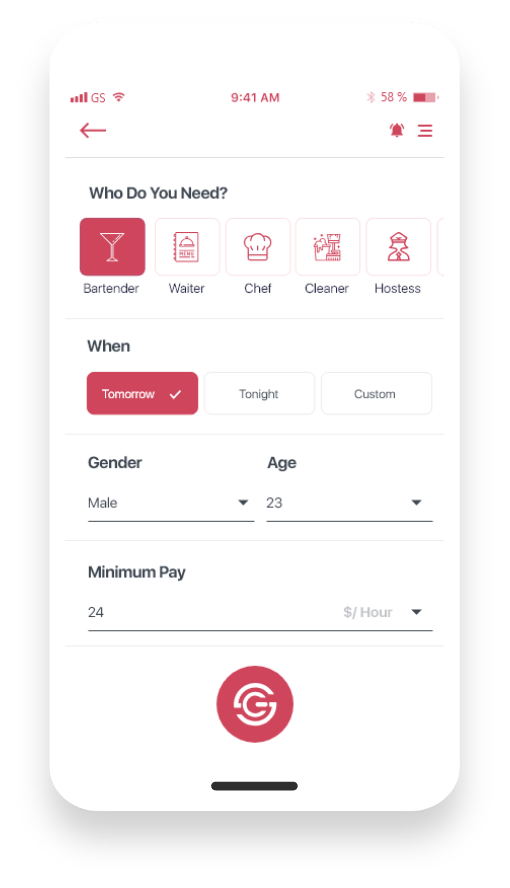 GS 9:41 AM 58 %
Who Do You Need?
MENU
Bartender Waiter Chef Cleaner Hostess
When
Tomorrow Tonight Custom
Gender Age
Male 23
Minimum Pay
24 $/ Hour